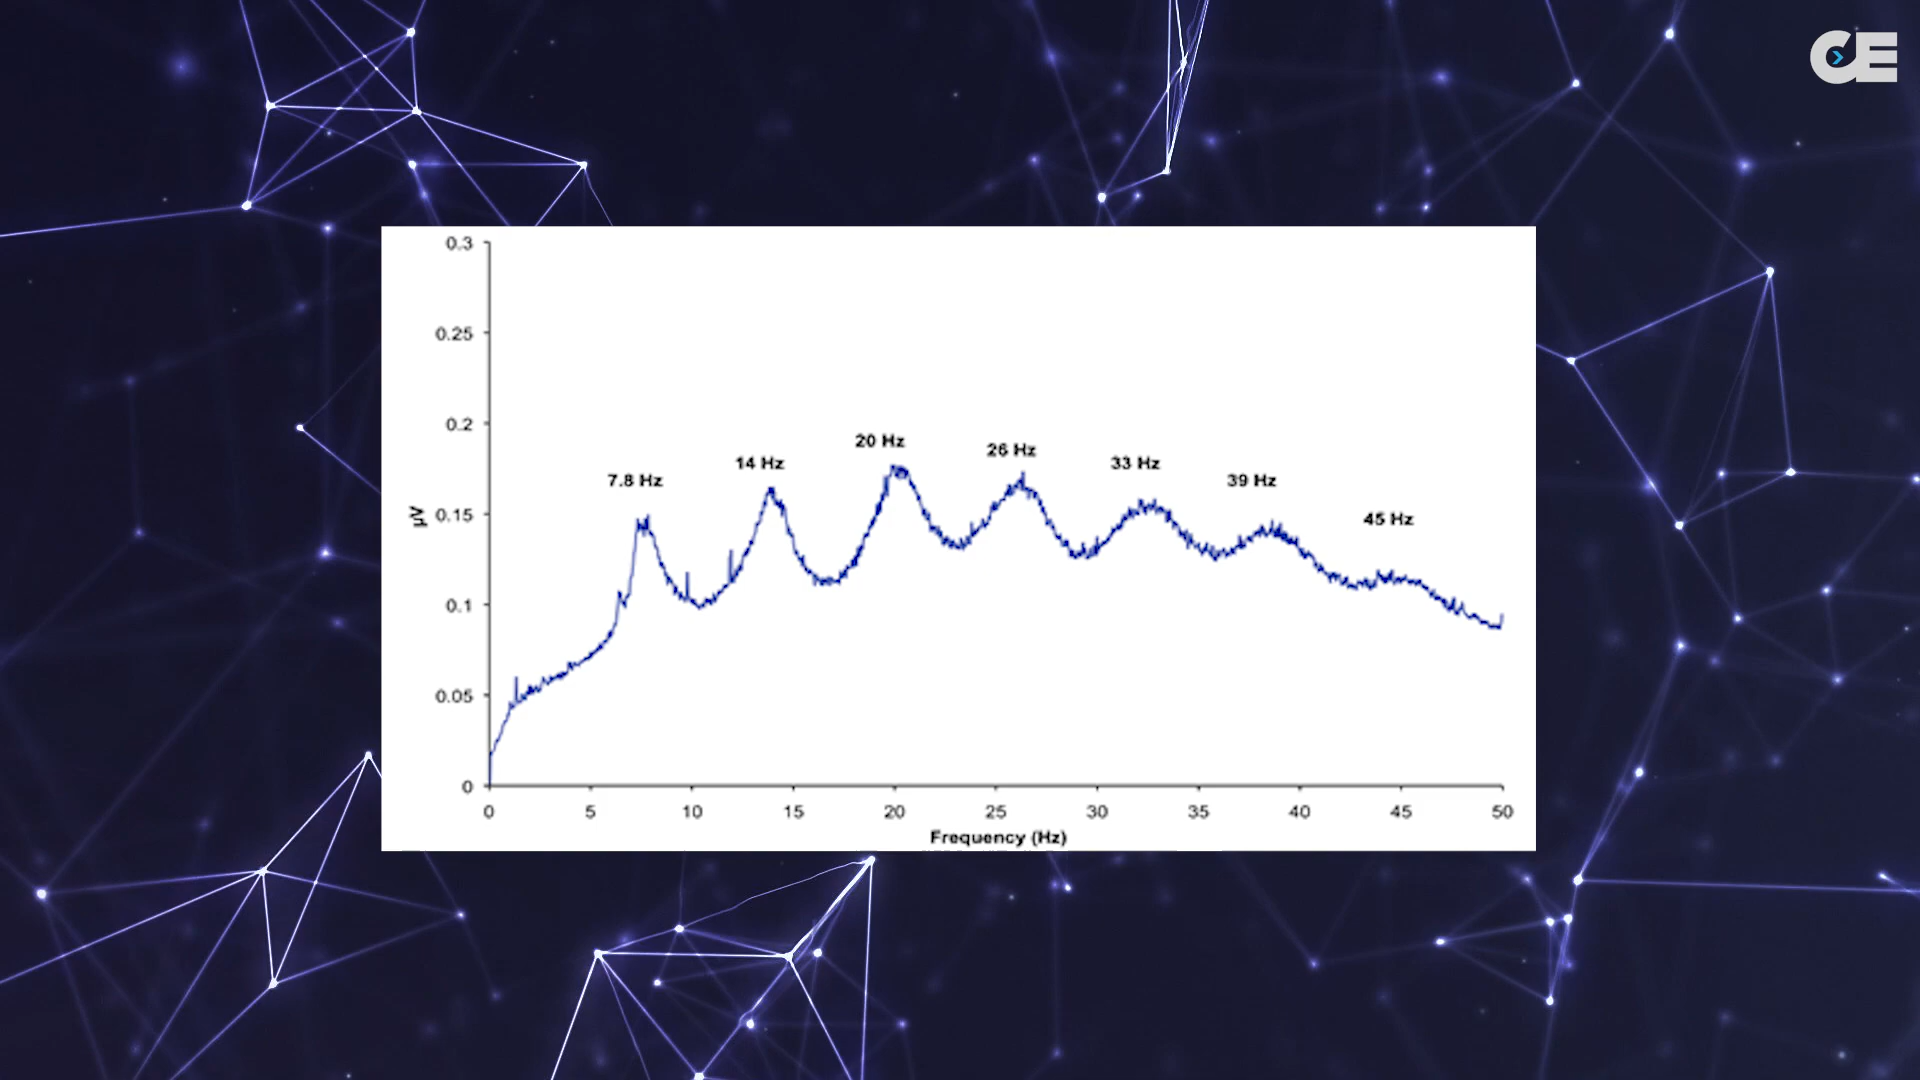 CE
0.3
0.25
0.2
0.15
0.1
0.05
0
µV
7.8 Hz
14 Hz
20 Hz
26 Hz
33 Hz
39 Hz
45 Hz
0 5 10 15 20 25 30 35 40 45 50
Frequency (Hz)